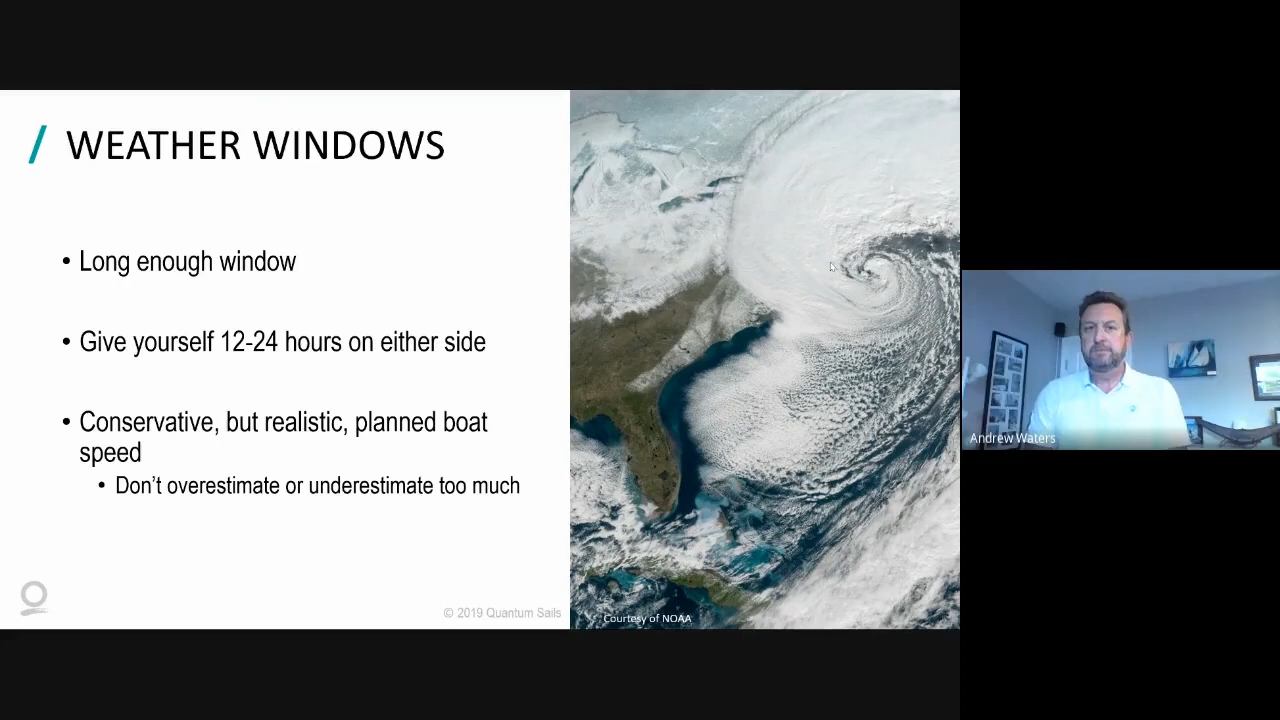 / WEATHER WINDOWS
• Long enough window
• Give yourself 12-24 hours on either side
• Conservative, but realistic, planned boat
speed
• Don’t overestimate or underestimate too much
© 2019 Quantum Sails
Courtesy of NOAA
Andrew Waters